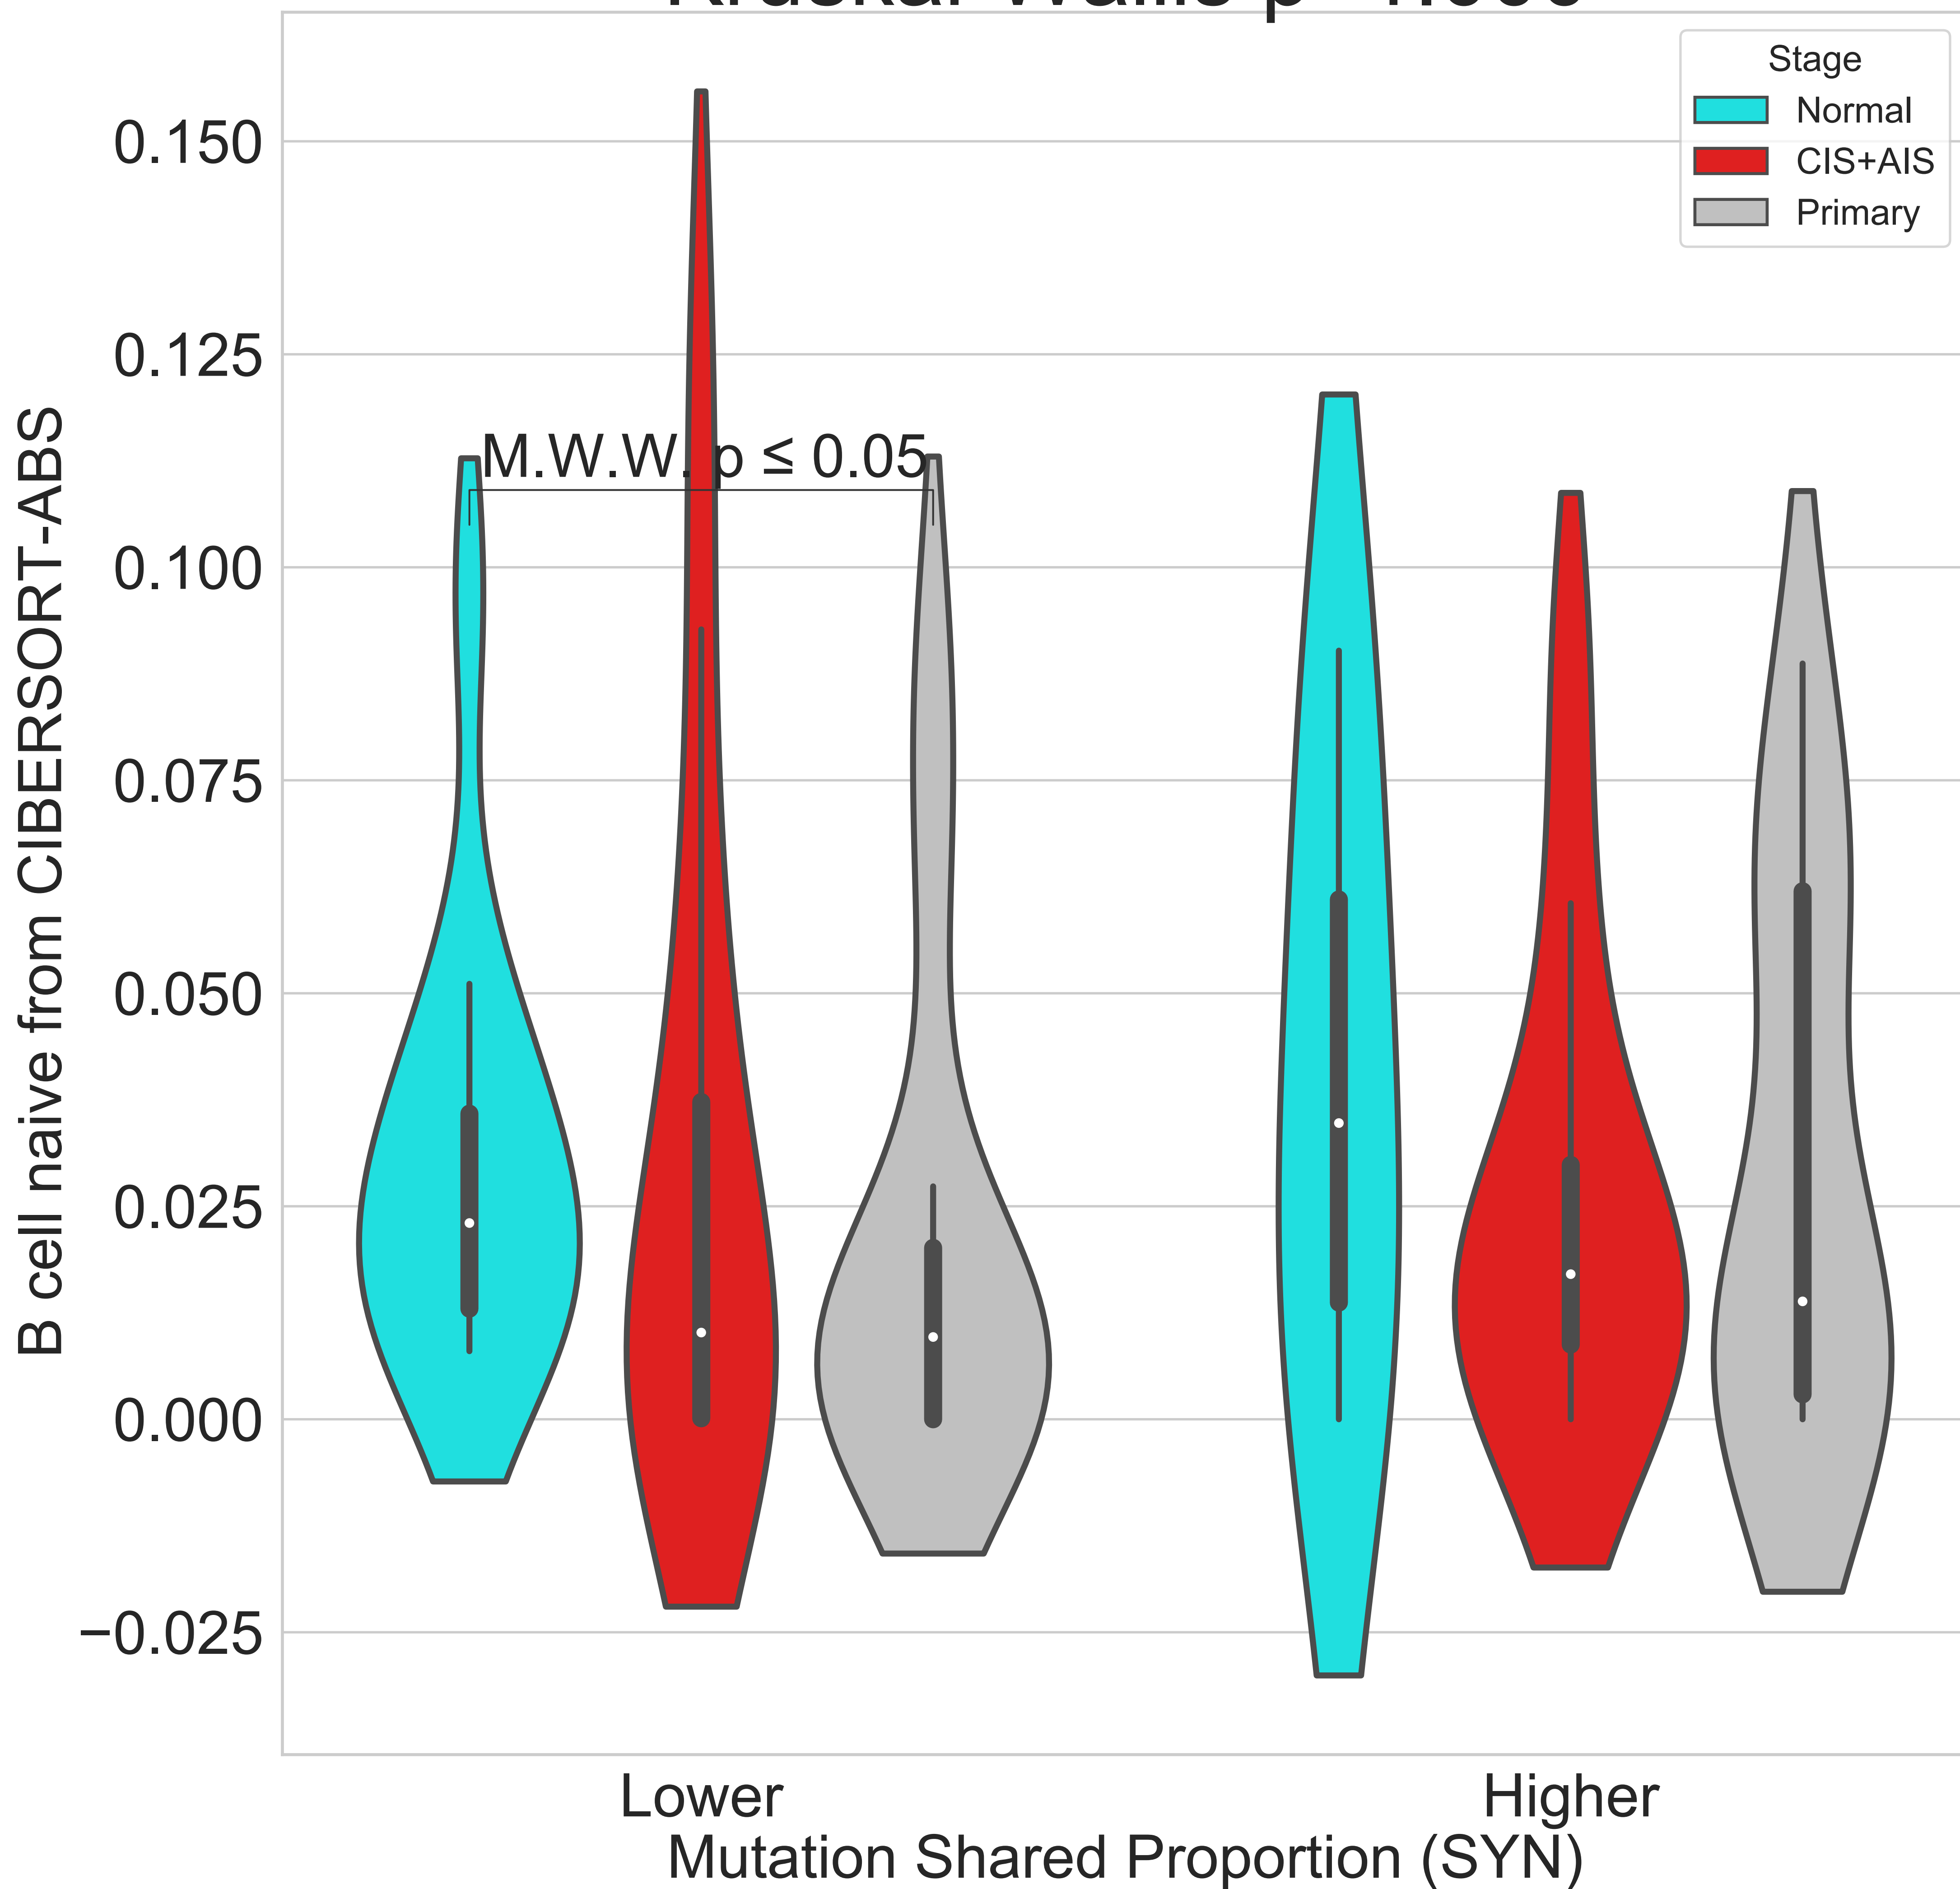 Stage
Normal
CIS+AIS
Primary
0.150
0.125
0.100
0.075
0.050
0.025
0.000
−0.025
B cell naive from CIBERSORT-ABS
M.W.W. p ≤ 0.05
Lower
Higher
Mutation Shared Proportion (SYN)